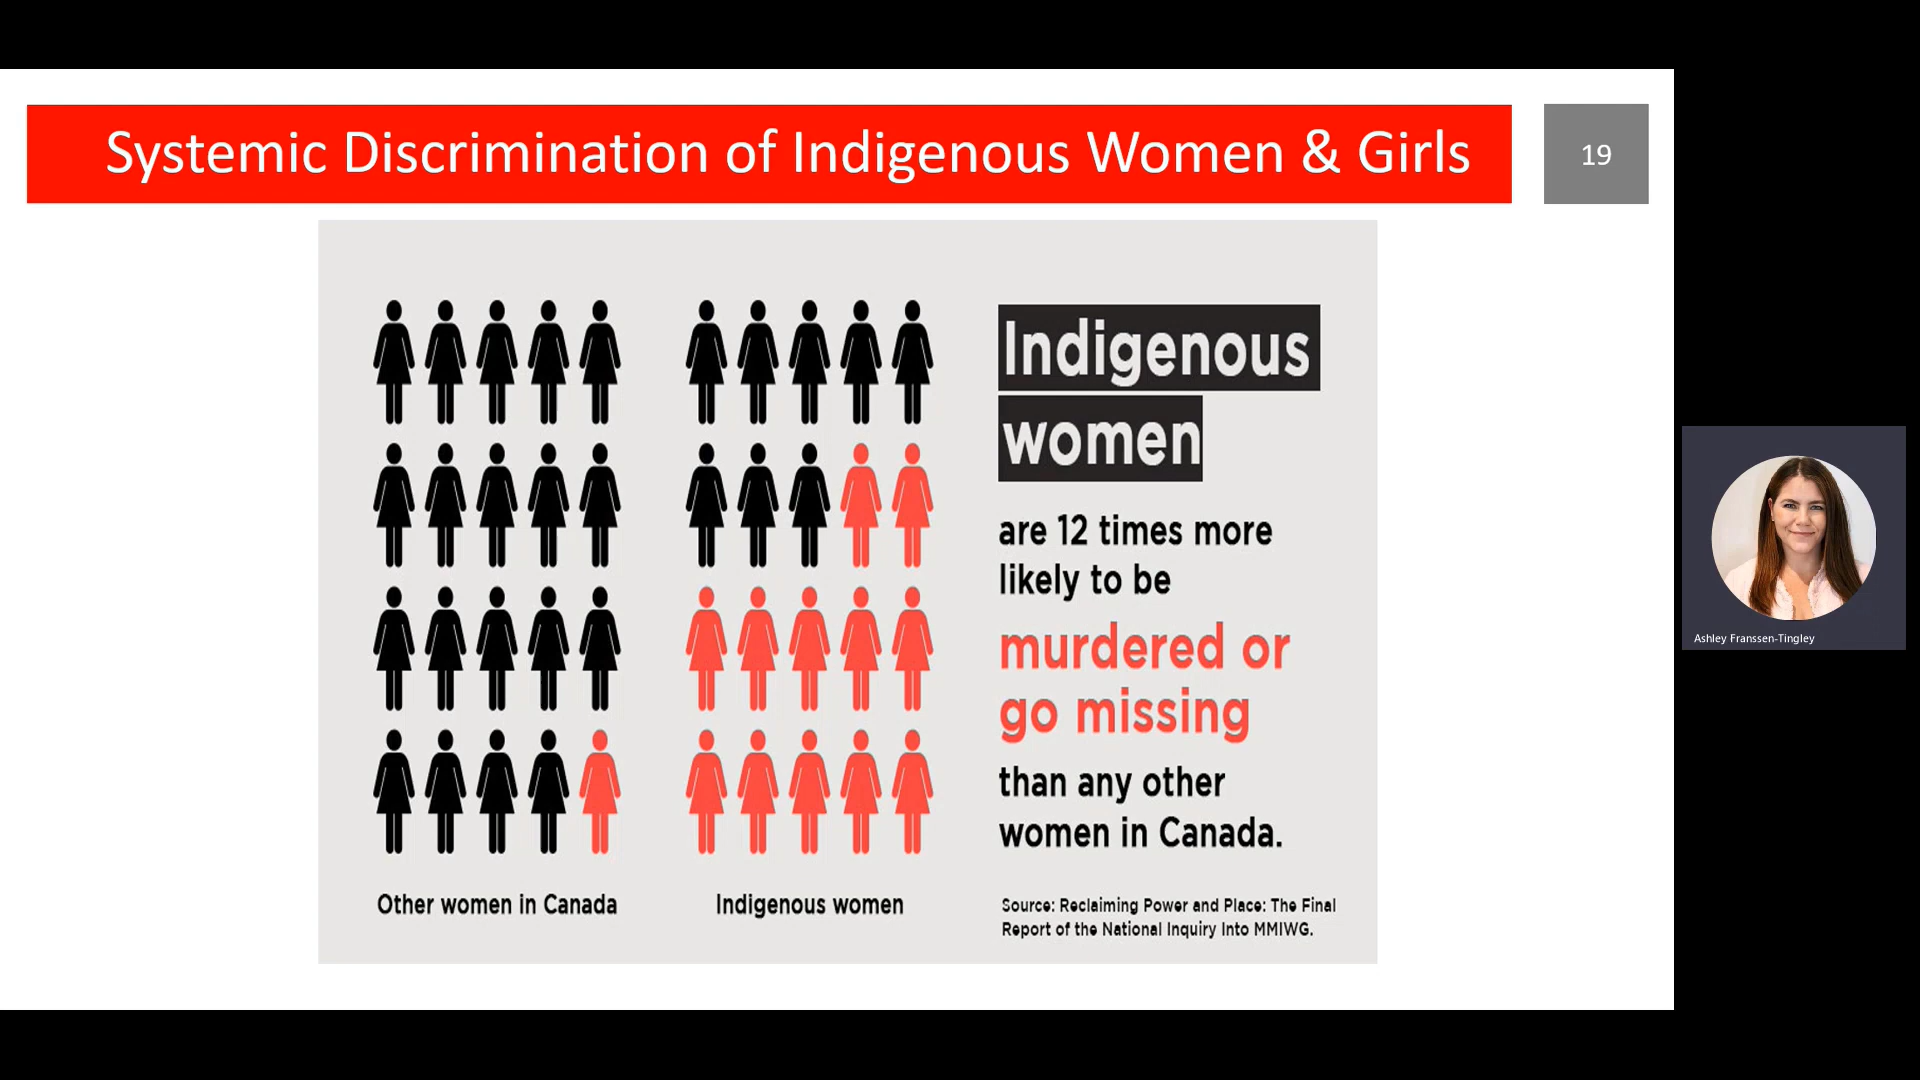 Systemic Discrimination of Indigenous Women & Girls
19
Indigenous
women
are 12 times more
likely to be
murdered or
go missing
than any other
women in Canada.
Other women in Canada
Indigenous women
Source: Reclaiming Power and Place: The Final
Report of the National Inquiry Into MMIWG.
Ashley Franssen-Tingley